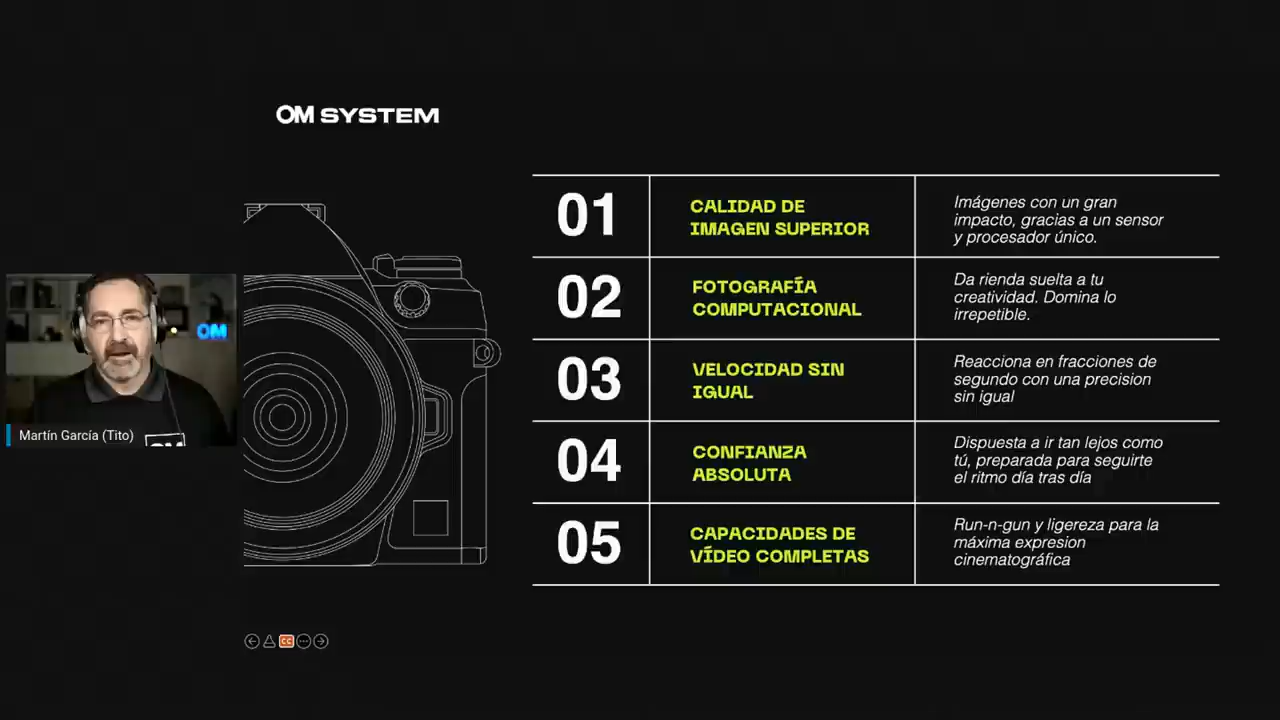 OM SYSTEM
01
CALIDAD DE
IMAGEN SUPERIOR
Imágenes con un gran
impacto, gracias a un sensor
y procesador único.
02
FOTOGRAFÍA
COMPUTACIONAL
Da rienda suelta a tu
creatividad. Domina lo
irrepetible.
03
VELOCIDAD SIN
IGUAL
Reacciona en fracciones de
segundo con una precision
sin igual
04
CONFIANZA
ABSOLUTA
Dispuesta a ir tan lejos como
tú, preparada para seguirte
el ritmo día tras día
05
CAPACIDADES DE
VÍDEO COMPLETAS
Run-n-gun y ligereza para la
máxima expresion
cinematográfica
OM
Martín García (Tito)
OM
CC